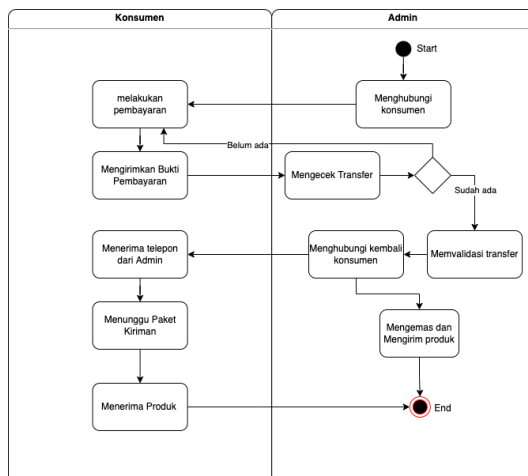 Konsumen
Admin
Start
melakukan
pembayaran
Menghubungi
konsumen
Belum ada
Mengirimkan Bukti
Pembayaran
Mengecek Transfer
Sudah ada
Menerima telepon
dari Admin
Menghubungi kembali
konsumen
Memvalidasi transfer
Menunggu Paket
Kiriman
Mengemas dan
Mengirim produk
Menerima Produk
End